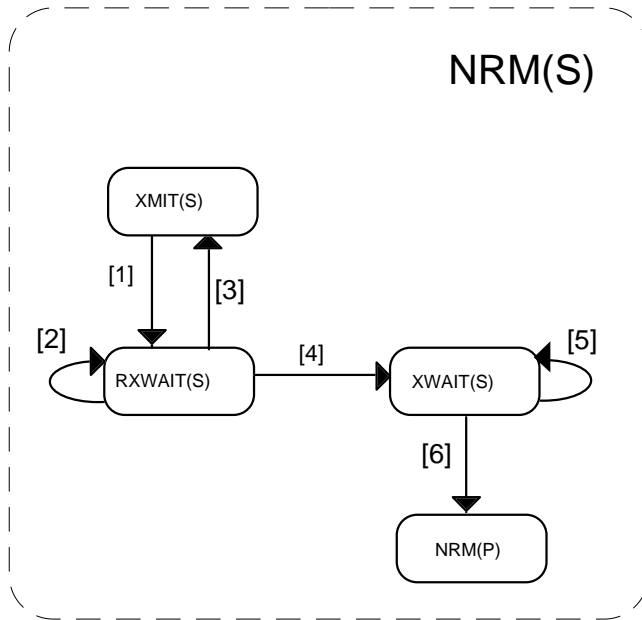 NRM(S)
XMIT(S)
[1]
[3]
[2]
[4]
[5]
RXWAIT(S)
XWAIT(S)
[6]
NRM(P)